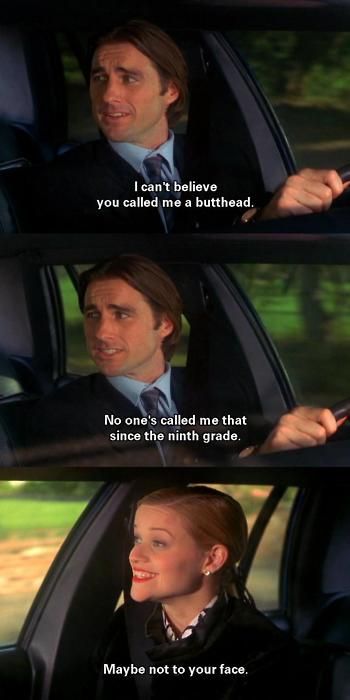 I can't believe
you called me a butthead.
No one's called me that
since the ninth grade.
Maybe not to your face.